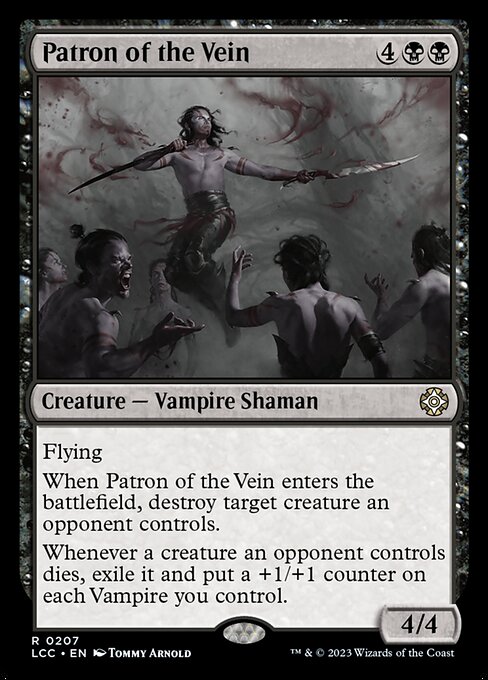 Patron of the Vein 4
Creature — Vampire Shaman
Flying
When Patron of the Vein enters the
battlefield, destroy target creature an
opponent controls.
Whenever a creature an opponent controls
dies, exile it and put a +1/+1 counter on
each Vampire you control.
4/4
R 0207
LCC • EN Tommy Arnold
™ & © 2023 Wizards of the Coast